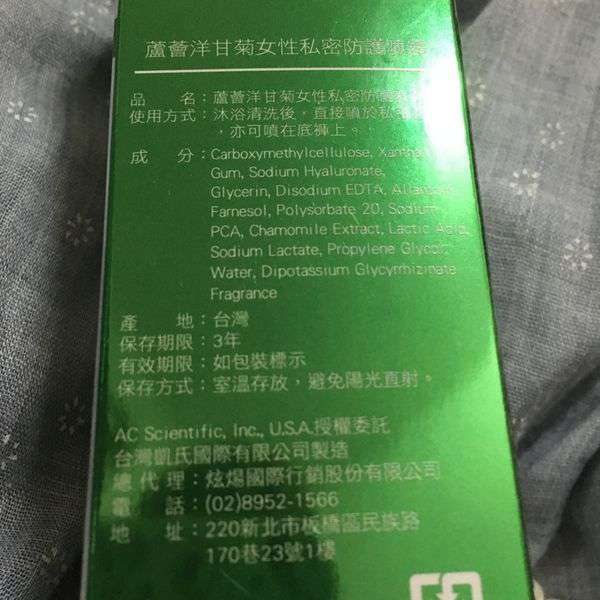 蘆薈洋甘菊女性私密防護噴霧
品 名：蘆薈洋甘菊女性私密防護
使用方式：沐浴清洗後，直接噴於私
，亦可噴在底褲上。
成 分：Carboxymethylcellulose, Xantha
Gum, Sodium Hyaluronate,
Glycerin, Disodium EDTA, Allantoin
Farnesol, Polysorbate 20, Sodium
PCA, Chamomile Extract, Lactic Acid,
Sodium Lactate, Propylene Glycol,
Water, Dipotassium Glycyrrhizinate
Fragrance
產 地：台灣
保存期限：3年
有效期限：如包裝標示
保存方式：室溫存放，避免陽光直射。
AC Scientific, Inc., U.S.A.授權委託
台灣凱氏國際有限公司製造
總 代 理：炫煬國際行銷股份有限公司
電 話：(02)8952-1566
地 址：220新北市板橋區民族路
170巷23號1樓